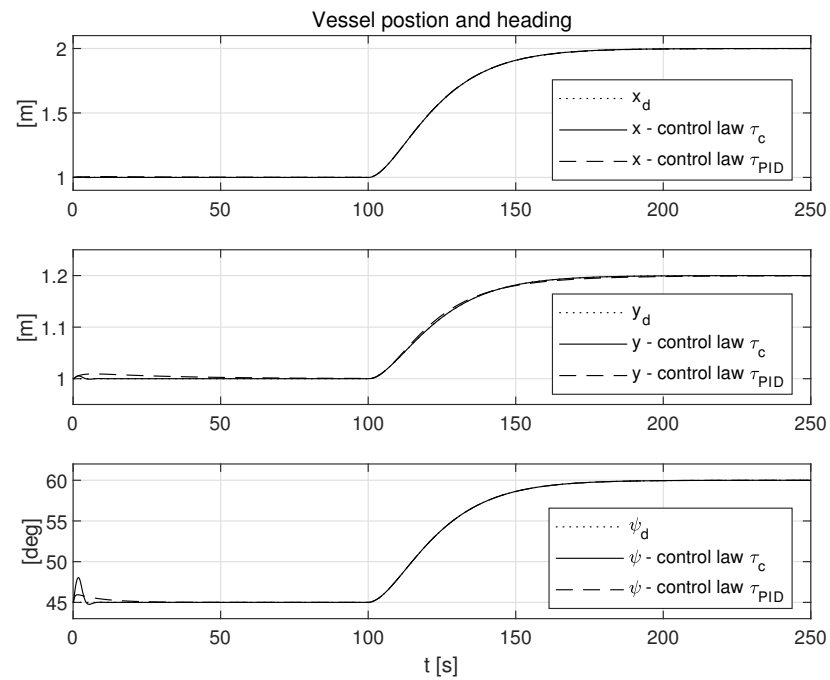 Vessel postion and heading
2
1.5
1
[m]
x_d
x - control law τ_c
x - control law τ_PID
0 50 100 150 200 250
1.2
1.1
1
[m]
y_d
y - control law τ_c
y - control law τ_PID
0 50 100 150 200 250
60
55
50
45
[deg]
ψ_d
ψ - control law τ_c
ψ - control law τ_PID
0 50 100 150 200 250
t [s]